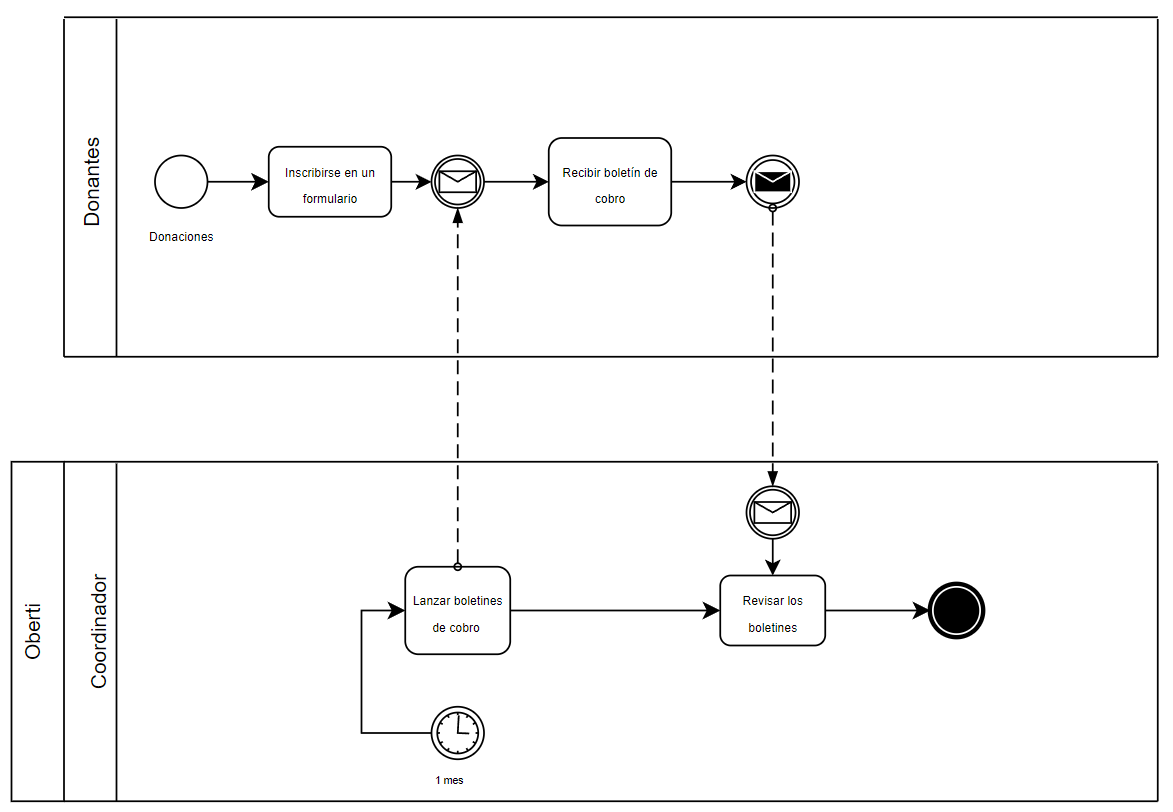 Donantes
Donaciones
Inscribirse en un
formulario
Recibir boletín de
cobro
Oberti
Coordinador
Lanzar boletines
de cobro
Revisar los
boletines
1 mes